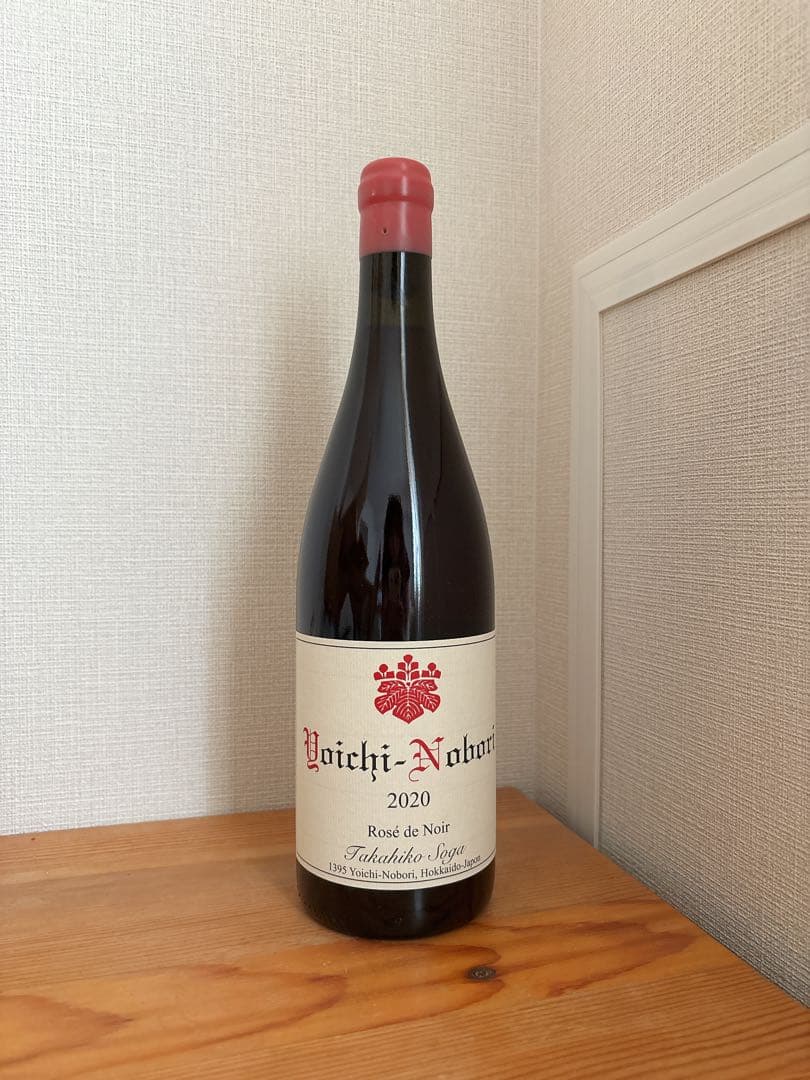 Yoichi-Nobori
2020
Rosé de Noir
Takahiko Soga
1395 Yoichi-Nobori, Hokkaido-Japon